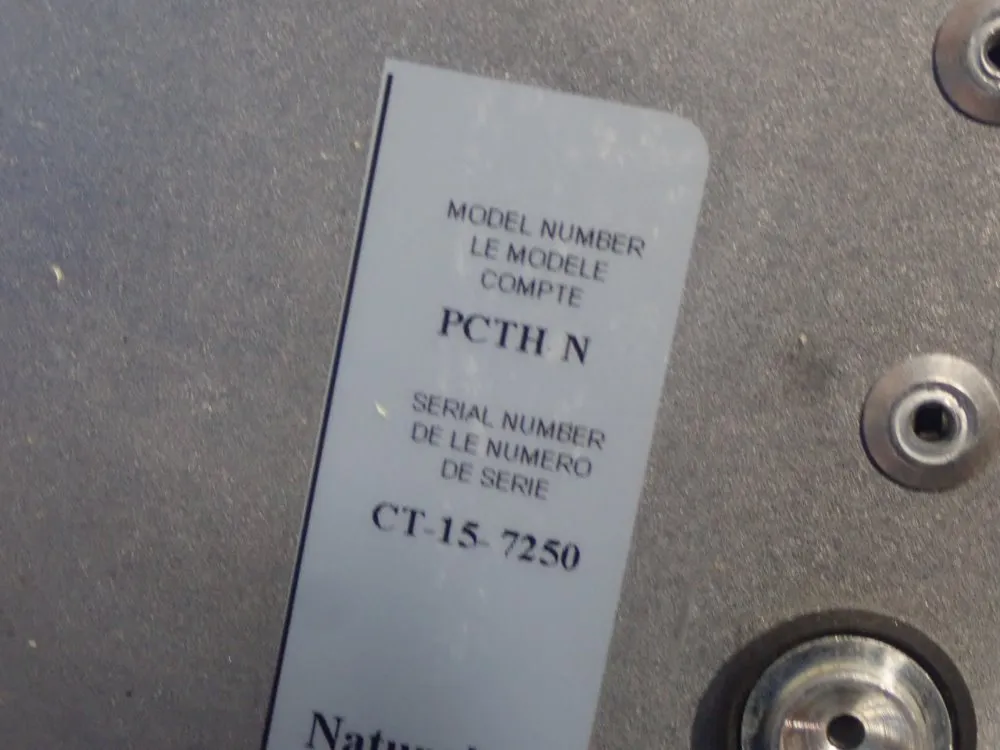 MODEL NUMBER
LE MODELE
COMPTE
PCTH N
SERIAL NUMBER
DE LE NUMERO
DE SERIE
CT-15- 7250